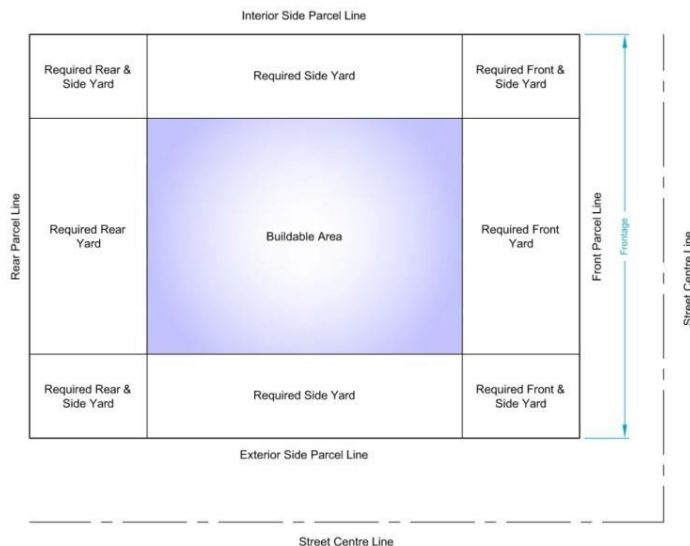 Interior Side Parcel Line
Required Rear &
Side Yard
Required Side Yard
Required Front &
Side Yard
Rear Parcel Line
Required Rear
Yard
Buildable Area
Required Front
Yard
Front Parcel Line
Frontage
Street Centre Line
Required Rear &
Side Yard
Required Side Yard
Required Front &
Side Yard
Exterior Side Parcel Line
Street Centre Line